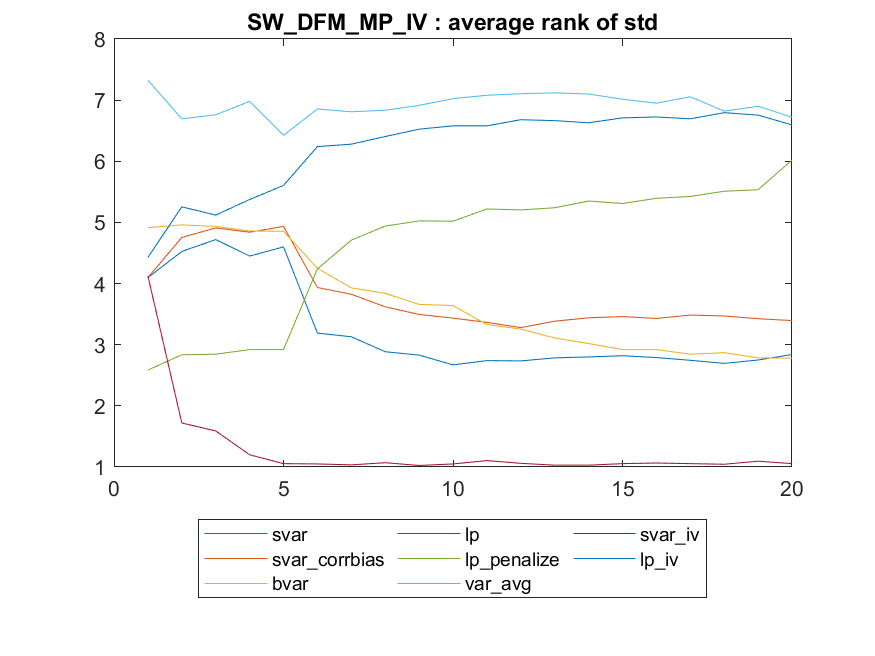 SW_DFM_MP_IV : average rank of std
8
7
6
5
4
3
2
1
0 5 10 15 20
svar lp svar_iv
svar_corrbias lp_penalize lp_iv
bvar var_avg